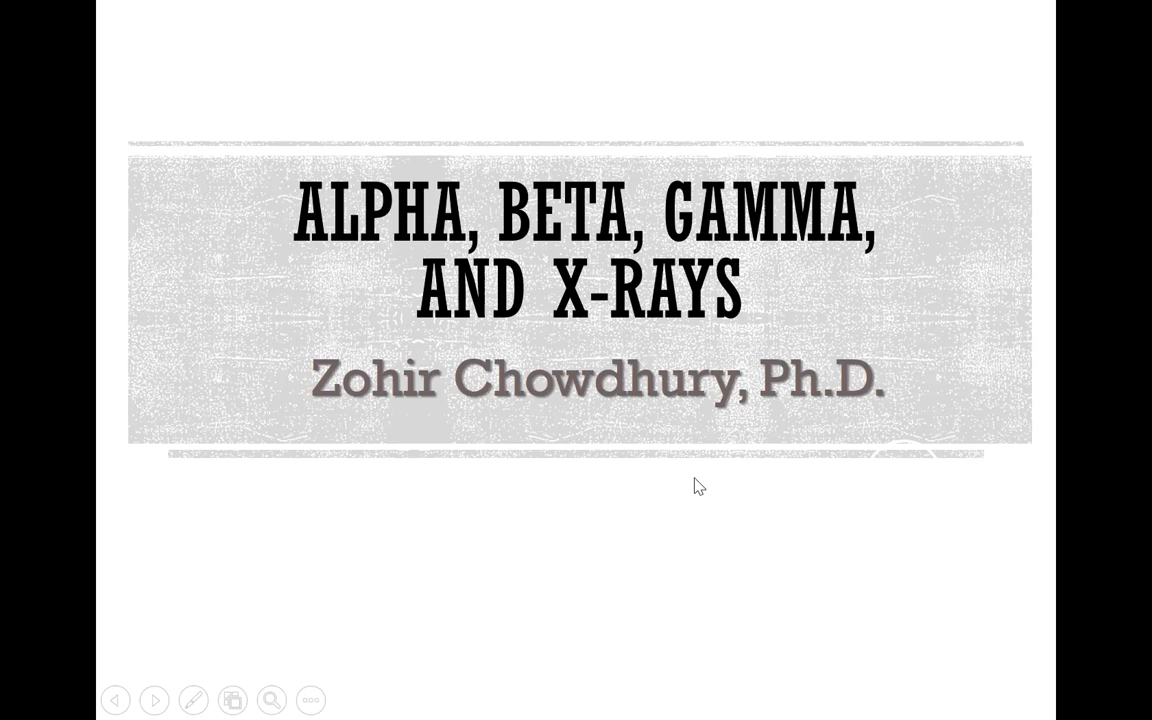 ALPHA, BETA, GAMMA,
AND X-RAYS
Zohir Chowdhury, Ph.D.